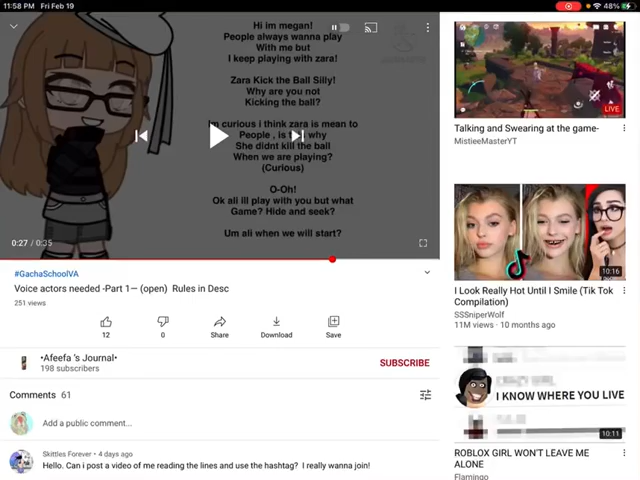 11:58 PM Fri Feb 19
48%
Hi im megan!
People always wanna play
With me but
I keep playing with zara!
Zara Kick the Ball Silly!
Why are you not
Kicking the ball?
Im curious i think zara is mean to
People , is
why
She didnt kill the ball
When we are playing?
(Curious)
O-Oh!
Ok ali ill play with you but what
Game? Hide and seek?
Um ali when we will start?
0:27 / 0:35
#GachaSchoolVA
Voice actors needed -Part 1— (open) Rules in Desc
251 views
12
0
Share
Download
Save
•Afeefa 's Journal•
198 subscribers
SUBSCRIBE
Comments 61
Add a public comment...
Skittles Forever • 4 days ago
Hello. Can i post a video of me reading the lines and use the hashtag? I really wanna join!
LIVE
Talking and Swearing at the game-
MistieeMasterYT
10:16
I Look Really Hot Until I Smile (Tik Tok
Compilation)
SSSniperWolf
11M views · 10 months ago
I KNOW WHERE YOU LIVE
10:11
ROBLOX GIRL WON'T LEAVE ME
ALONE
Flamingo